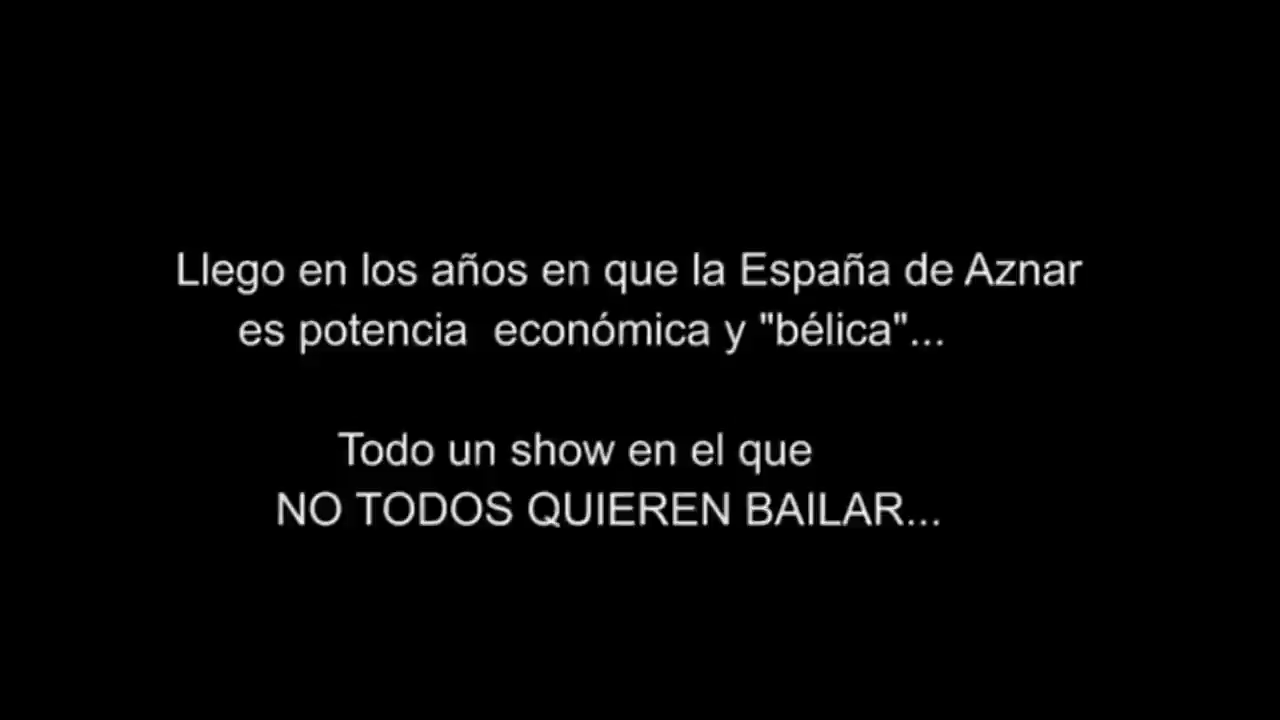 Llego en los años en que la España de Aznar
es potencia  económica y "bélica"...
Todo un show en el que
NO TODOS QUIEREN BAILAR...